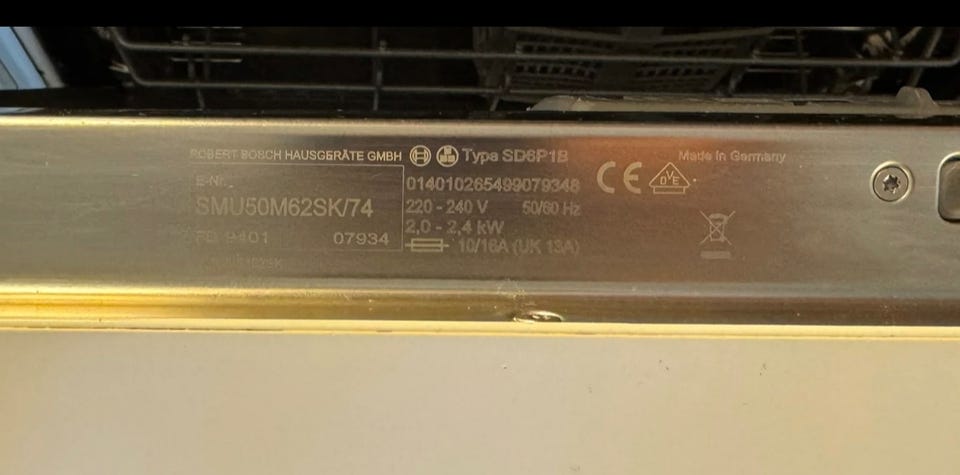 ROBERT BOSCH HAUSGERÄTE GMBH Type SD6P1B
E-Nr.
SMU50M62SK/74
FD 9401 07934
014010265499079348
220 - 240 V 50/60 Hz
2,0 - 2,4 kW
10/16A (UK 13A)
CE
VDE
Made in Germany